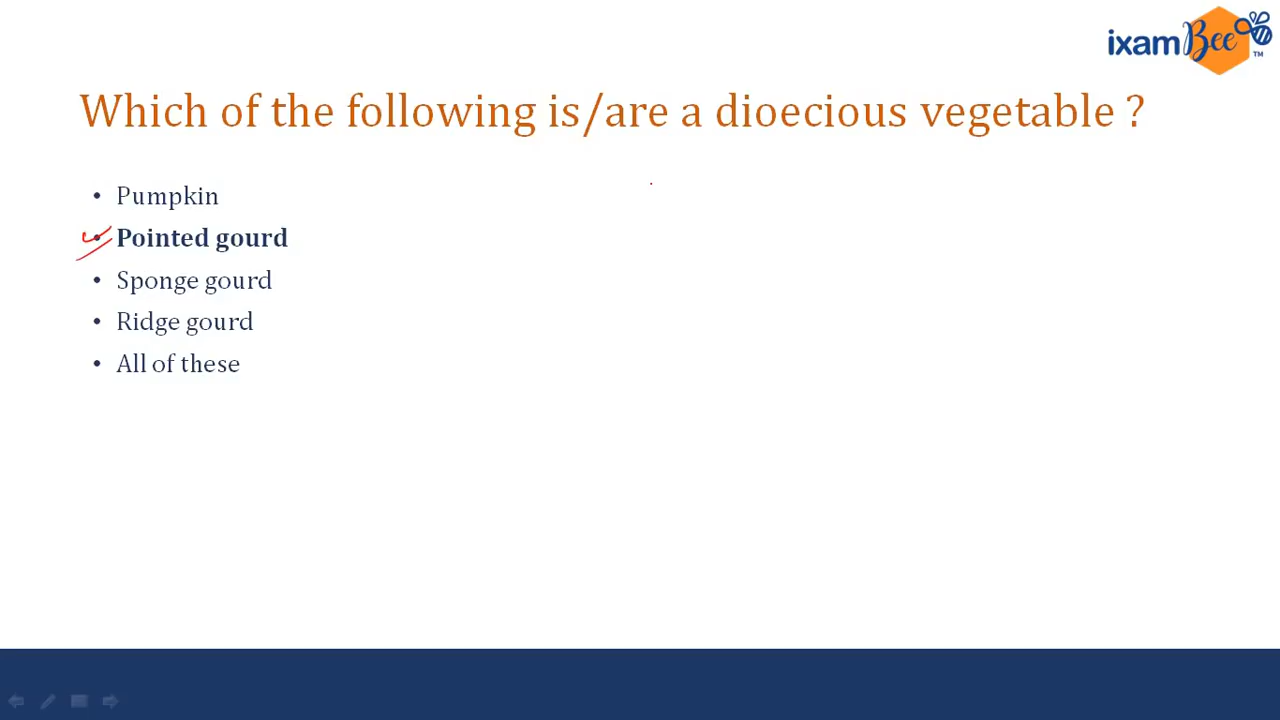 ixamBee
TM
Which of the following is/are a dioecious vegetable ?
• Pumpkin
• Pointed gourd
• Sponge gourd
• Ridge gourd
• All of these